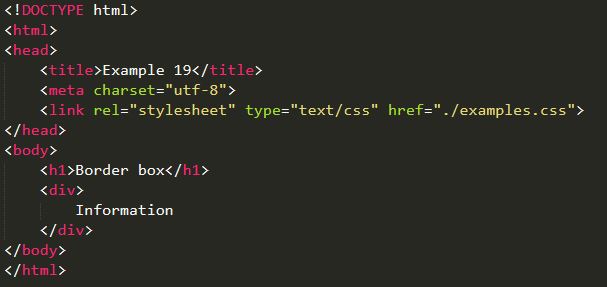 <!DOCTYPE html>
<html>
<head>
    <title>Example 19</title>
    <meta charset="utf-8">
    <link rel="stylesheet" type="text/css" href="./examples.css">
</head>
<body>
    <h1>Border box</h1>
    <div>
        Information
    </div>
</body>
</html>